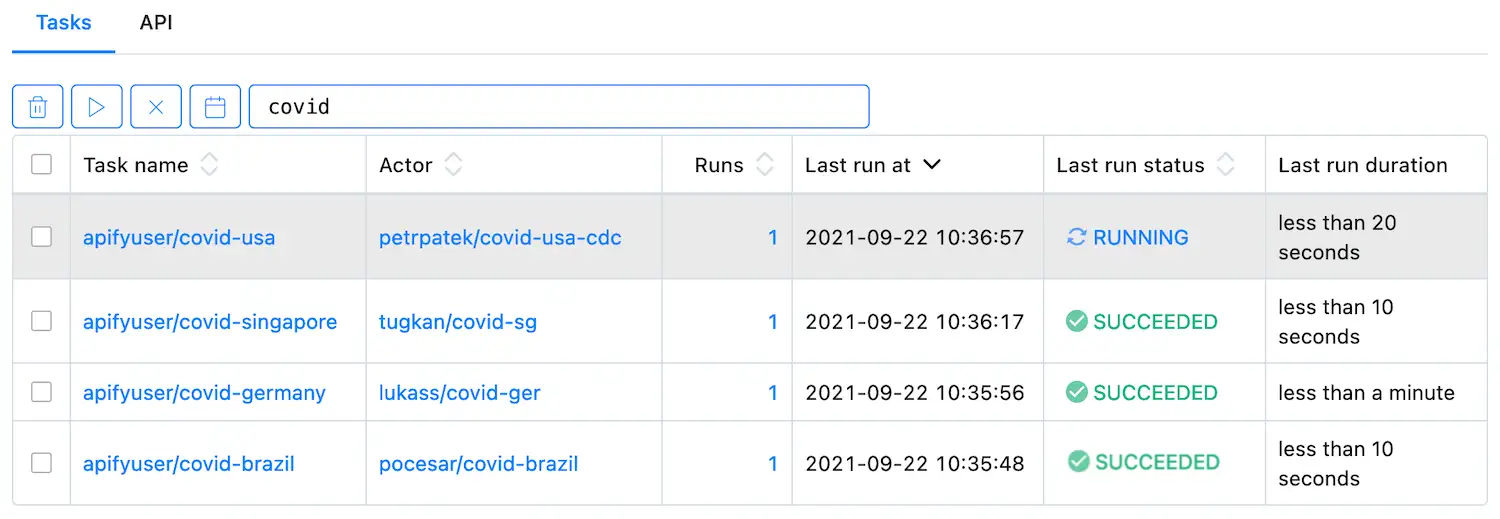 Tasks API
covid
Task name Actor Runs Last run at Last run status Last run duration
apifyuser/covid-usa petrpatek/covid-usa-cdc 1 2021-09-22 10:36:57 RUNNING less than 20
seconds
apifyuser/covid-singapore tugkan/covid-sg 1 2021-09-22 10:36:17 SUCCEEDED less than 10
seconds
apifyuser/covid-germany lukass/covid-ger 1 2021-09-22 10:35:56 SUCCEEDED less than a minute
apifyuser/covid-brazil pocesar/covid-brazil 1 2021-09-22 10:35:48 SUCCEEDED less than 10
seconds